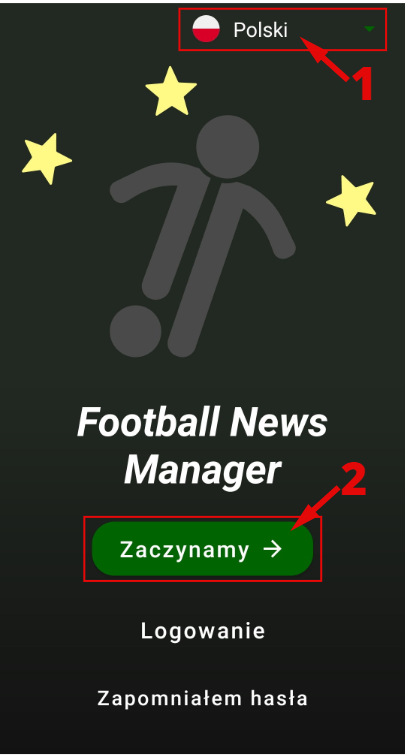 Polski
1
Football News
Manager
2
Zaczynamy →
Logowanie
Zapomniałem hasła